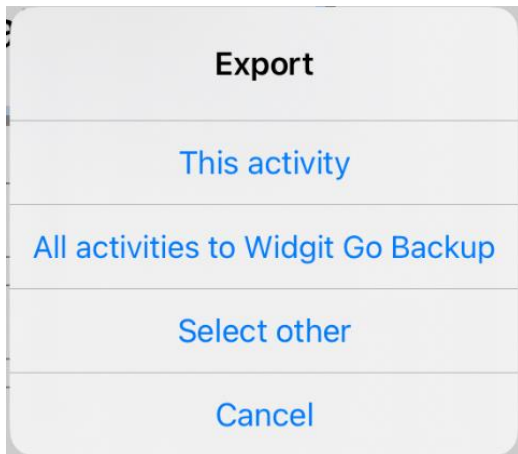 Export
This activity
All activities to Widgit Go Backup
Select other
Cancel